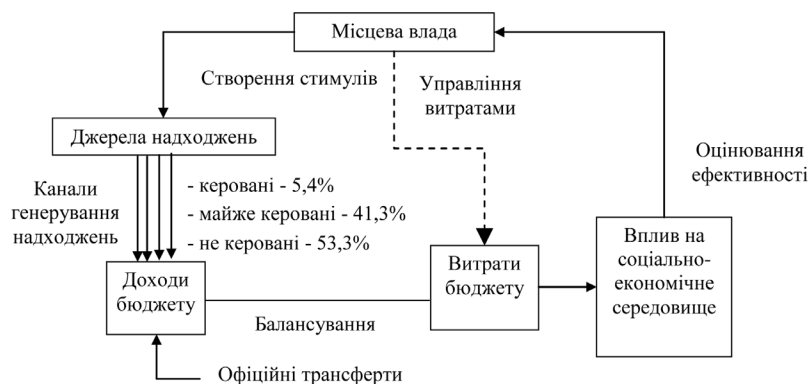 Місцева влада
Створення стимулів
Управління
витратами
Джерела надходжень
Оцінювання
ефективності
Канали
генерування
надходжень
- керовані - 5,4%
- майже керовані - 41,3%
- не керовані - 53,3%
Доходи
бюджету
Витрати
бюджету
Вплив на
соціально-
економічне
середовище
Балансування
Офіційні трансферти